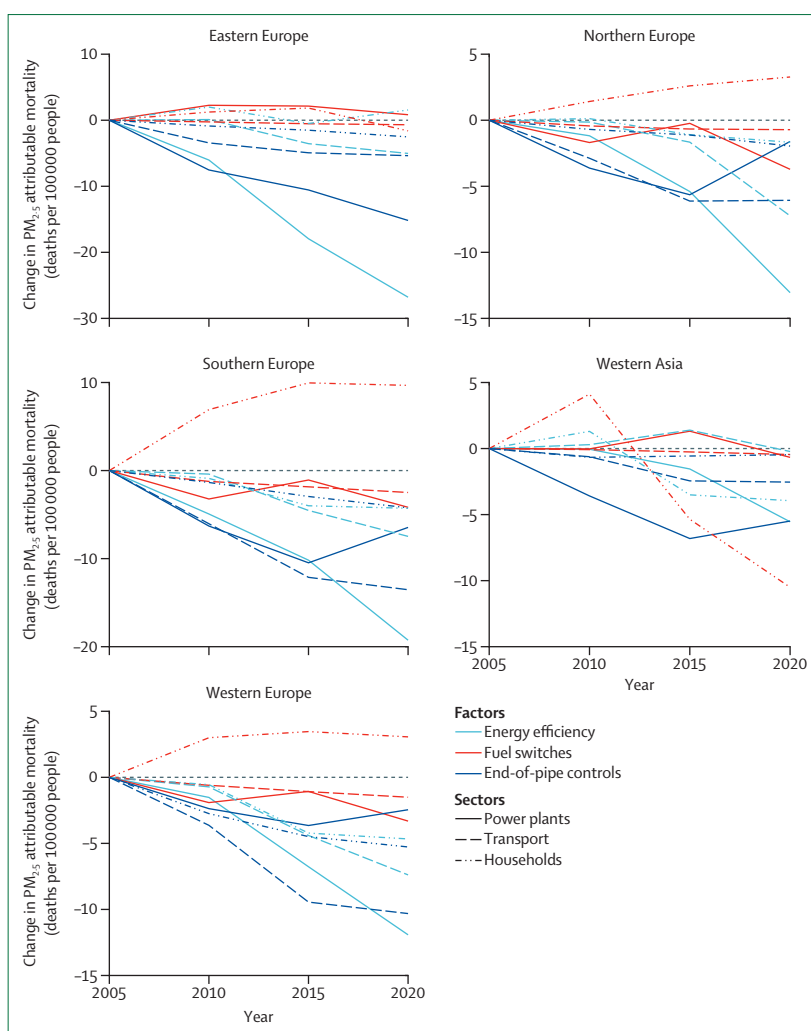 Eastern Europe
Change in PM2·5 attributable mortality
(deaths per 100 000 people)
10
0
–10
–20
–30
Northern Europe
5
0
–5
–10
–15
Southern Europe
Change in PM2·5 attributable mortality
(deaths per 100 000 people)
10
0
–10
–20
Western Asia
5
0
–5
–10
–15
2005
2010
2015
2020
Year
Western Europe
Change in PM2·5 attributable mortality
(deaths per 100 000 people)
5
0
–5
–10
–15
2005
2010
2015
2020
Year
Factors
Energy efficiency
Fuel switches
End-of-pipe controls
Sectors
Power plants
Transport
Households